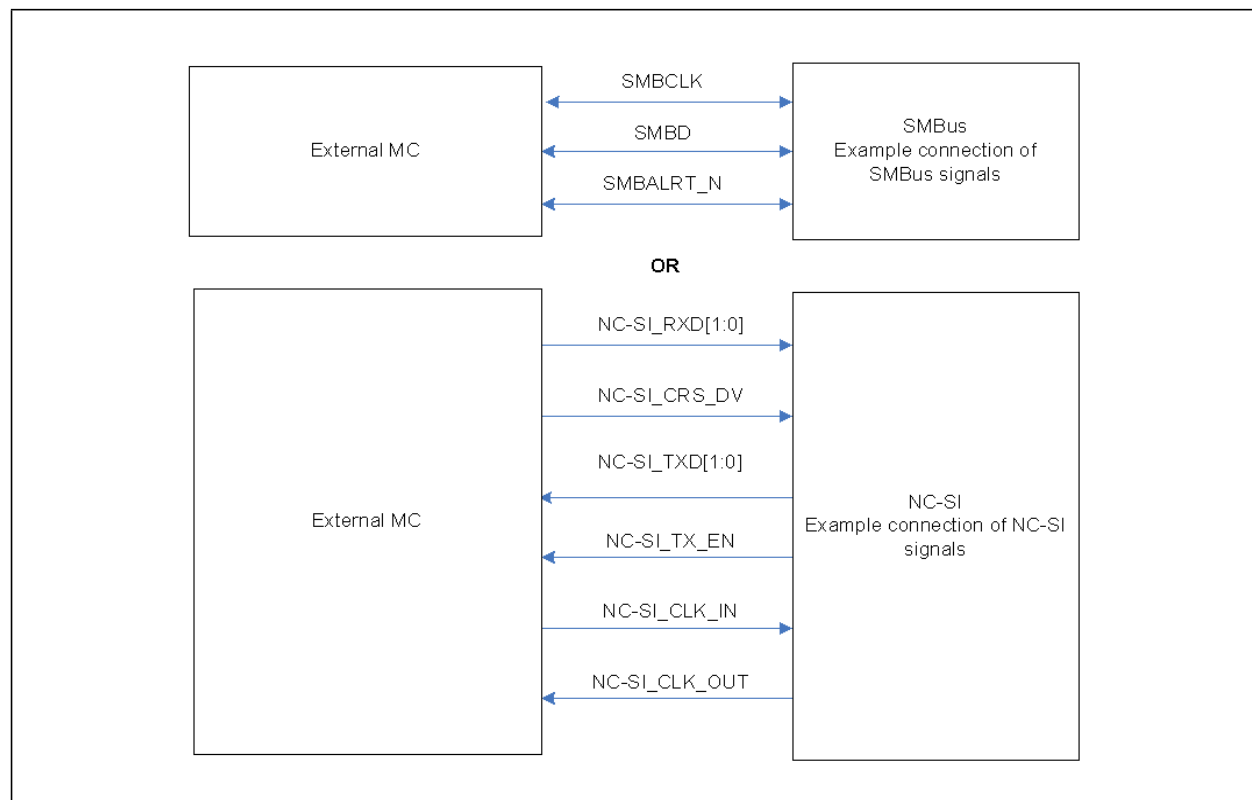 SMBCLK
SMBD
SMBALRT_N
External MC
SMBus
Example connection of
SMBus signals
OR
NC-SI_RXD[1:0]
NC-SI_CRS_DV
NC-SI_TXD[1:0]
NC-SI_TX_EN
NC-SI_CLK_IN
NC-SI_CLK_OUT
External MC
NC-SI
Example connection of NC-SI
signals